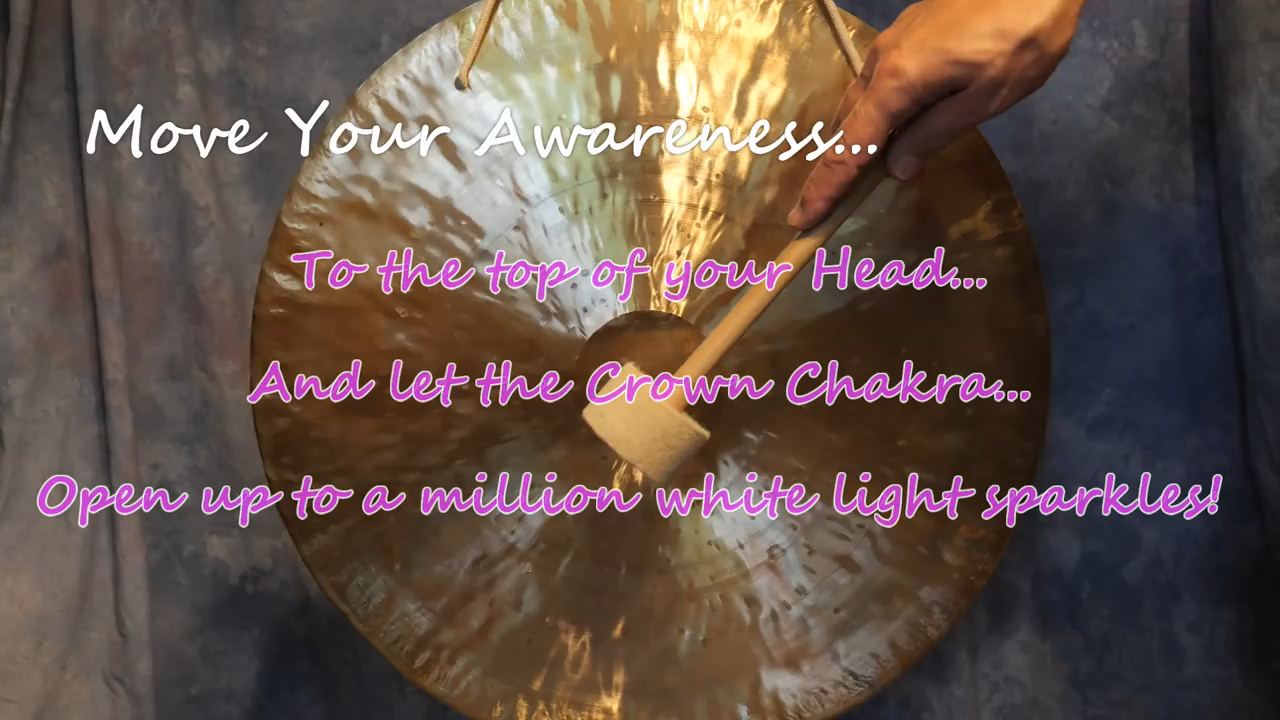 Move Your Awareness...
To the top of your Head...
And let the Crown Chakra...
Open up to a million white light sparkles!